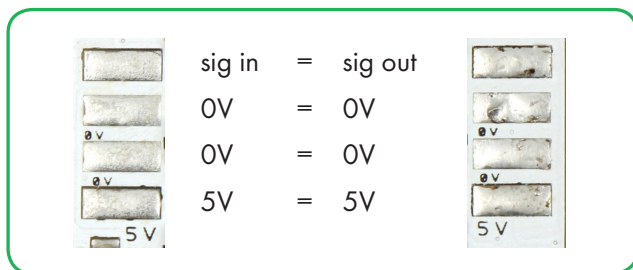 sig in = sig out
0V = 0V
0V 0V
0V = 0V
0V 0V
5V = 5V
5V 5V